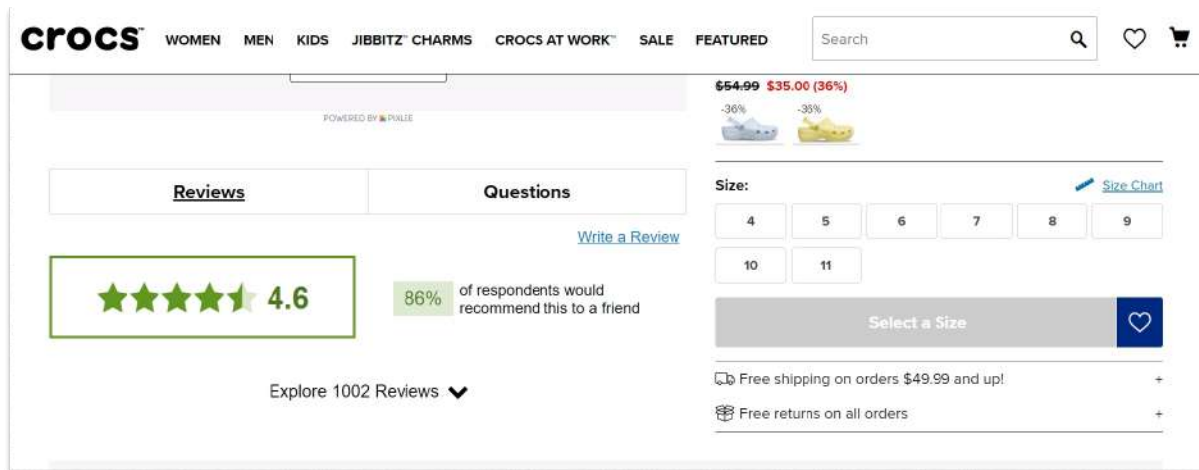 crocs™
WOMEN MEN KIDS JIBBITZ™ CHARMS CROCS AT WORK™ SALE FEATURED
Search
POWERED BY PIXLEE
Reviews
Questions
Write a Review
4.6
86%
of respondents would
recommend this to a friend
Explore 1002 Reviews
$54.99 $35.00 (36%)
-36% -36%
Size:
Size Chart
4 5 6 7 8 9
10 11
Select a Size
Free shipping on orders $49.99 and up! +
Free returns on all orders +